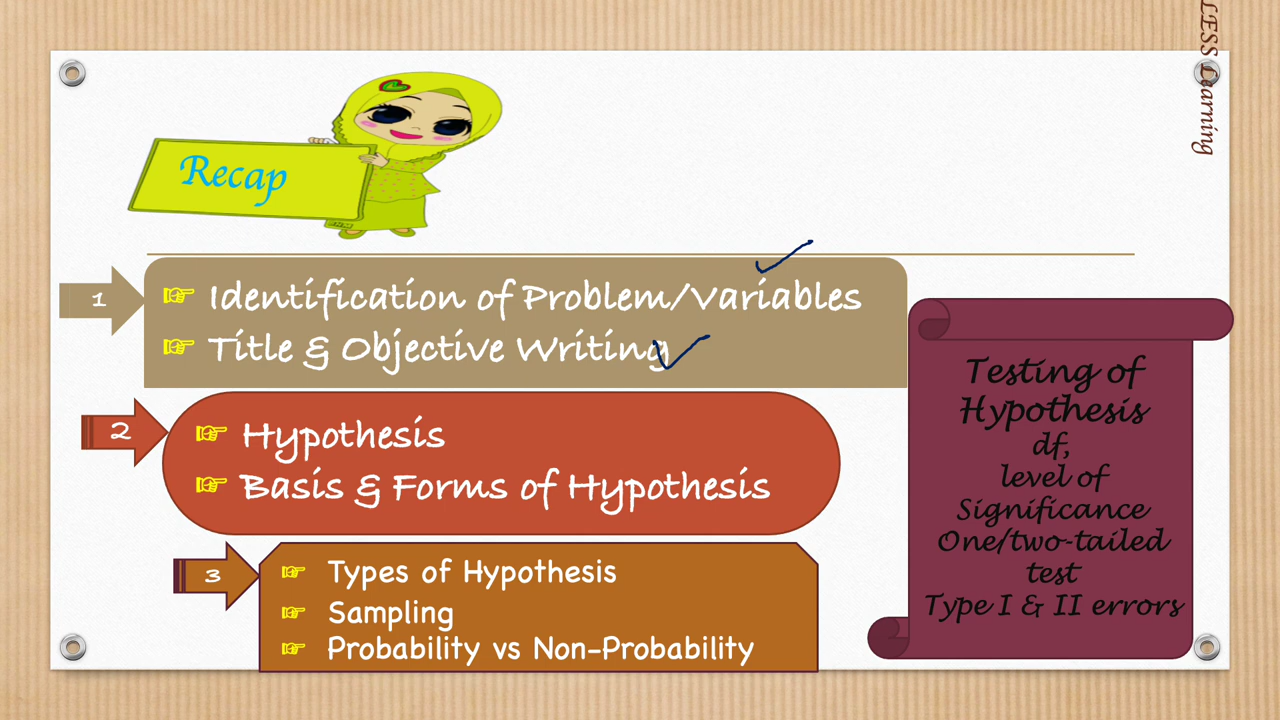 LESS Learning
Recap
1
Identification of Problem/Variables
Title & Objective Writing
2
Hypothesis
Basis & Forms of Hypothesis
3
Types of Hypothesis
Sampling
Probability vs Non-Probability
Testing of
Hypothesis
df,
level of
Significance
One/two-tailed
test
Type I & II errors